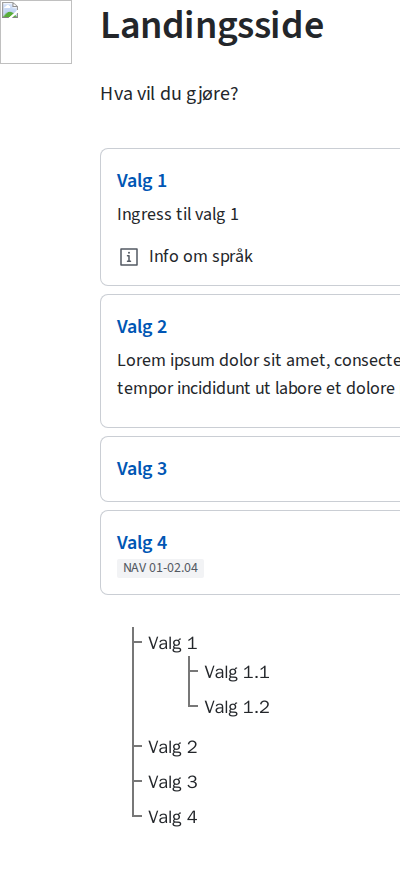 Landingsside
Hva vil du gjøre?
Valg 1
Ingress til valg 1
Info om språk
Valg 2
Lorem ipsum dolor sit amet, consecte
tempor incididunt ut labore et dolore
Valg 3
Valg 4
NAV 01-02.04
Valg 1
Valg 1.1
Valg 1.2
Valg 2
Valg 3
Valg 4